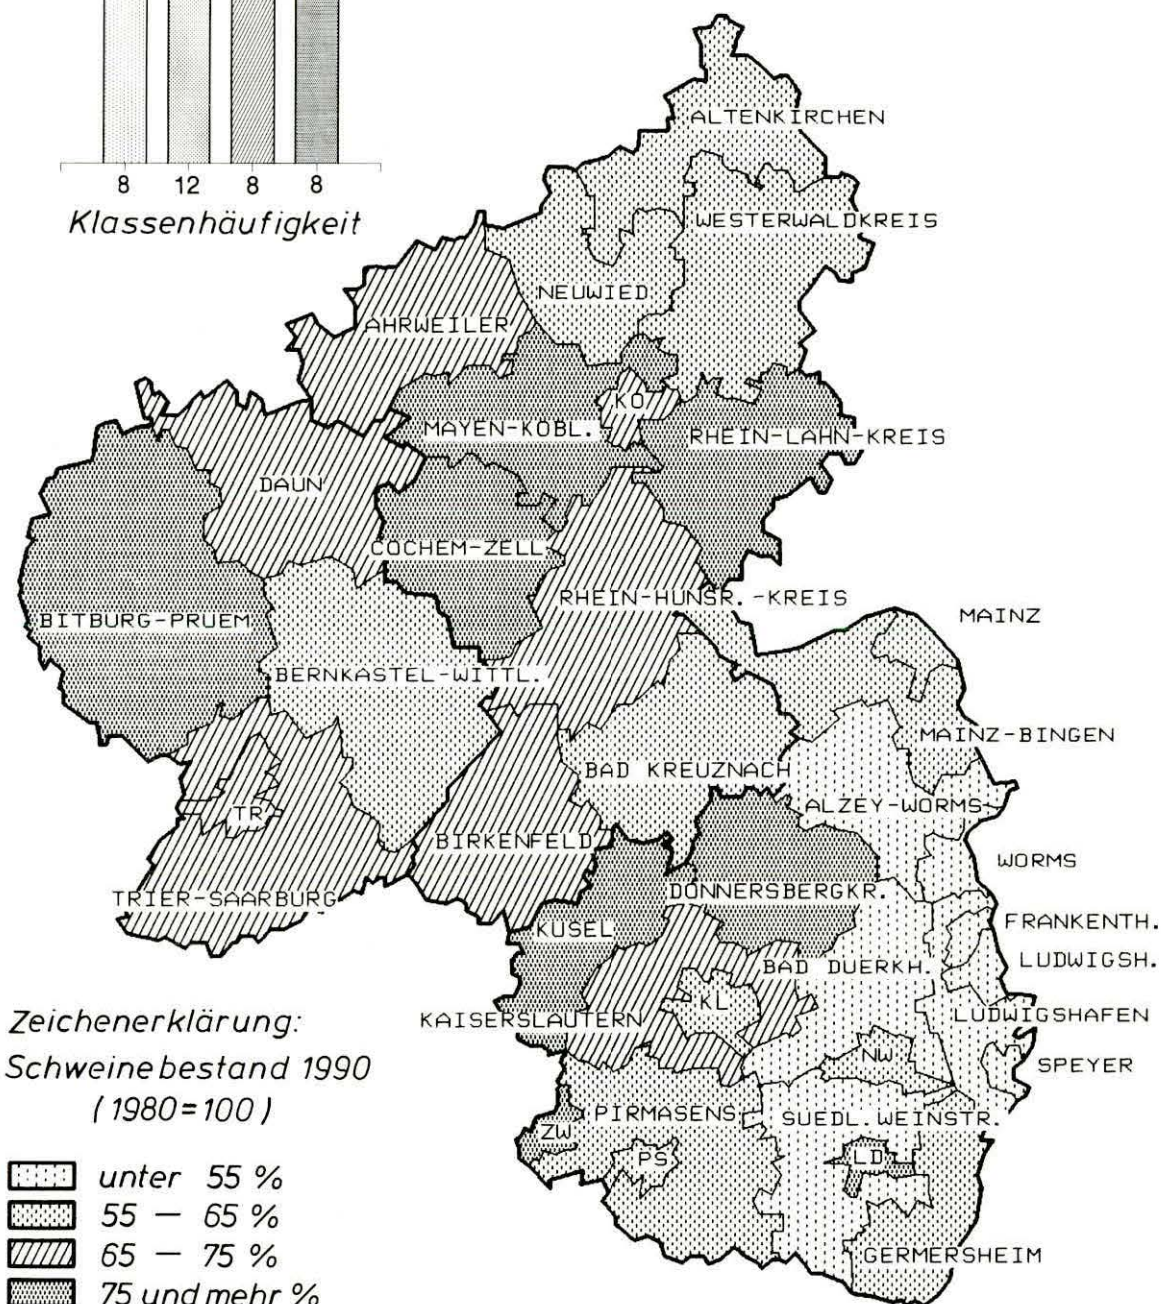 8 12 8 8
Klassenhäufigkeit
ALTENKIRCHEN
WESTERWALDKREIS
NEUWIED
AHRWEILER
KO
MAYEN-KOBL.
RHEIN-LAHN-KREIS
DAUN
COCHEM-ZELL
RHEIN-HUNSR.-KREIS
BITBURG-PRUEM
MAINZ
BERNKASTEL-WITTL.
MAINZ-BINGEN
BAD KREUZNACH
ALZEY-WORMS
TR
BIRKENFELD
WORMS
TRIER-SAARBURG
DONNERSBERGKR.
FRANKENTH.
KUSEL
LUDWIGSH.
BAD DUERKH.
KL
LUDWIGSHAFEN
KAISERSLAUTERN
NW
SPEYER
PIRMASENS
SUEDL.WEINSTR.
ZW
PS
LD
GERMERSHEIM
Zeichenerklärung:
Schweinebestand 1990
(1980=100)
unter 55 %
55 — 65 %
65 — 75 %
75 und mehr %